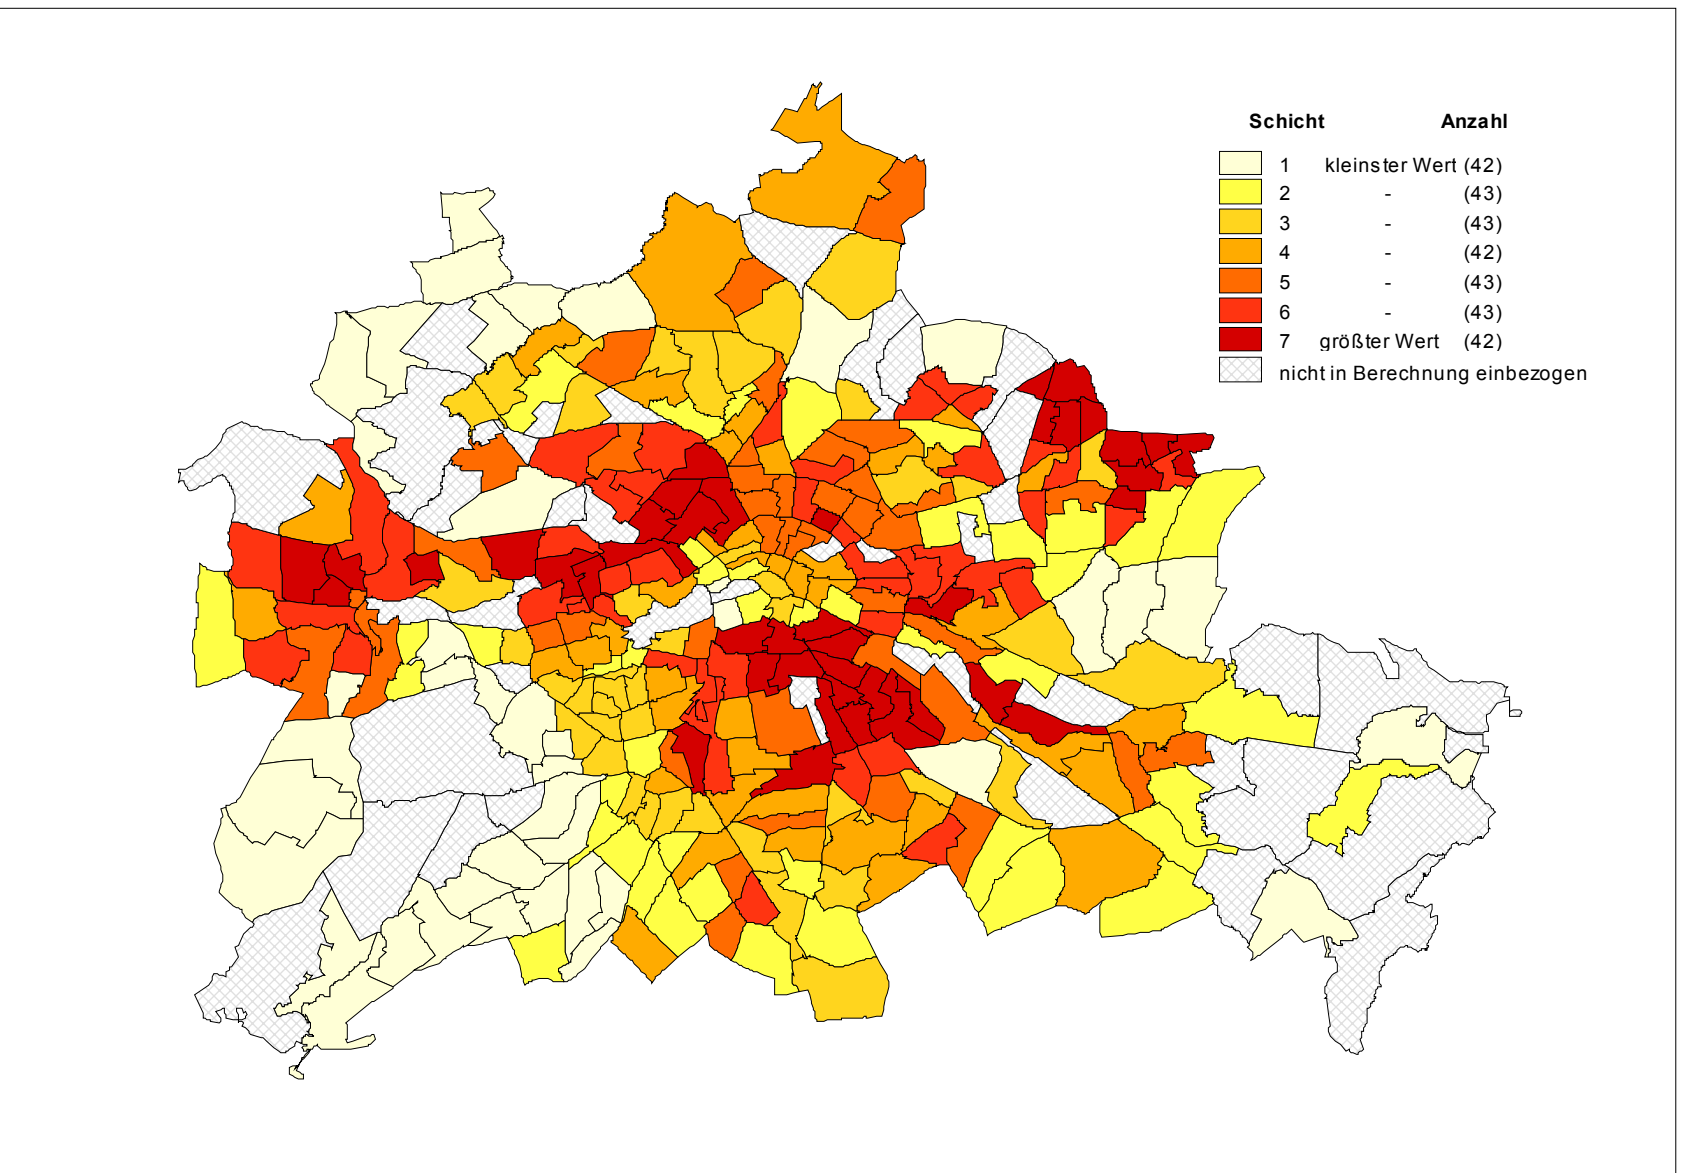 Schicht Anzahl
1 kleinster Wert (42)
2 - (43)
3 - (43)
4 - (42)
5 - (43)
6 - (43)
7 größter Wert (42)
nicht in Berechnung einbezogen